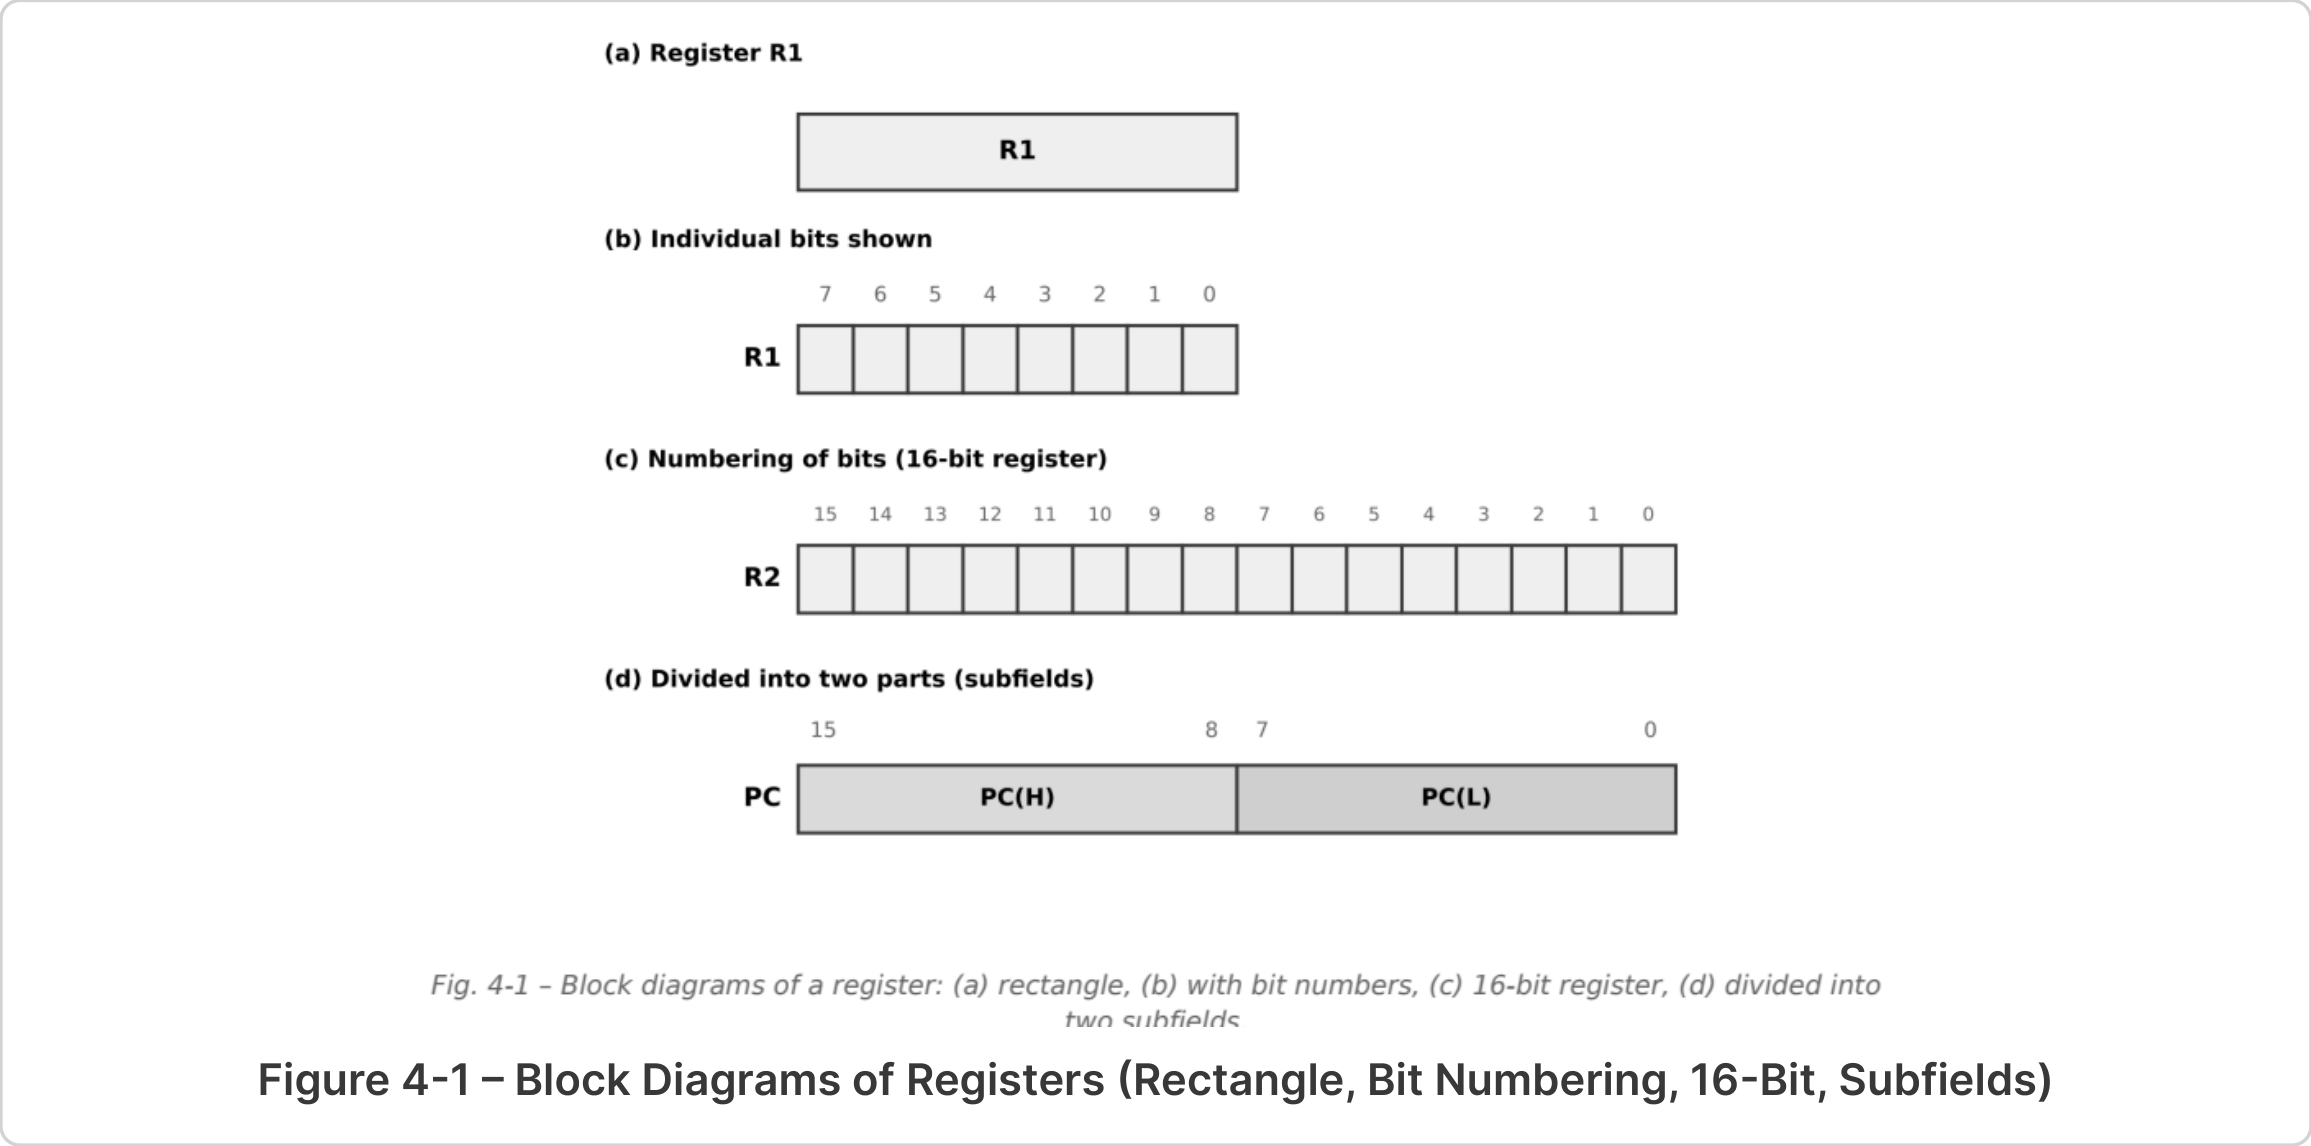 (a) Register R1
R1
(b) Individual bits shown
7 6 5 4 3 2 1 0
R1
(c) Numbering of bits (16-bit register)
15 14 13 12 11 10 9 8 7 6 5 4 3 2 1 0
R2
(d) Divided into two parts (subfields)
15 8 7 0
PC PC(H) PC(L)
Fig. 4-1 – Block diagrams of a register: (a) rectangle, (b) with bit numbers, (c) 16-bit register, (d) divided into
two subfields
Figure 4-1 – Block Diagrams of Registers (Rectangle, Bit Numbering, 16-Bit, Subfields)